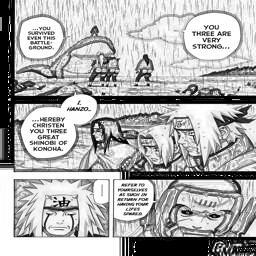 ...YOU
SURVIVED
EVEN THIS
BATTLE-
GROUND.
YOU
THREE ARE
VERY
STRONG...
I,
HANZO...
...HEREBY
CHRISTEN
YOU THREE
GREAT
SHINOBI OF
KONOHA.
油
REFER TO
YOURSELVES
AS SUCH IN
RETURN FOR
HAVING YOUR
LIVES
SPARED.